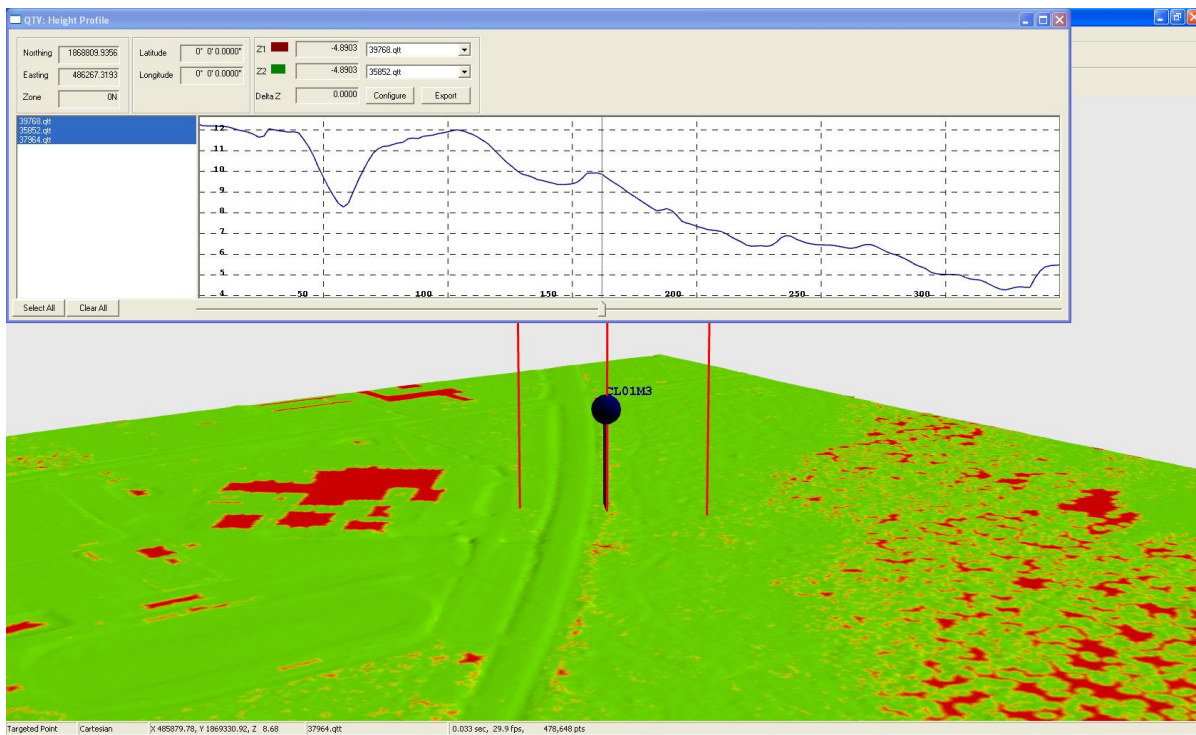 QTV: Height Profile
Northing 1868809.9356 Latitude 0° 0' 0.0000" Z1 -4.8903 39768.qtt
Easting 486267.3193 Longitude 0° 0' 0.0000" Z2 -4.8903 35852.qtt
Zone 0N Delta Z 0.0000 Configure Export
39768.qtt
35852.qtt
37964.qtt
12
11
10
9
8
7
6
5
4 50 100 150 200 250 300
Select All Clear All
CL01M3
Targeted Point Cartesian X 485879.78, Y 1869330.92, Z 8.68 37964.qtt 0.033 sec, 29.9 fps, 478,648 pts